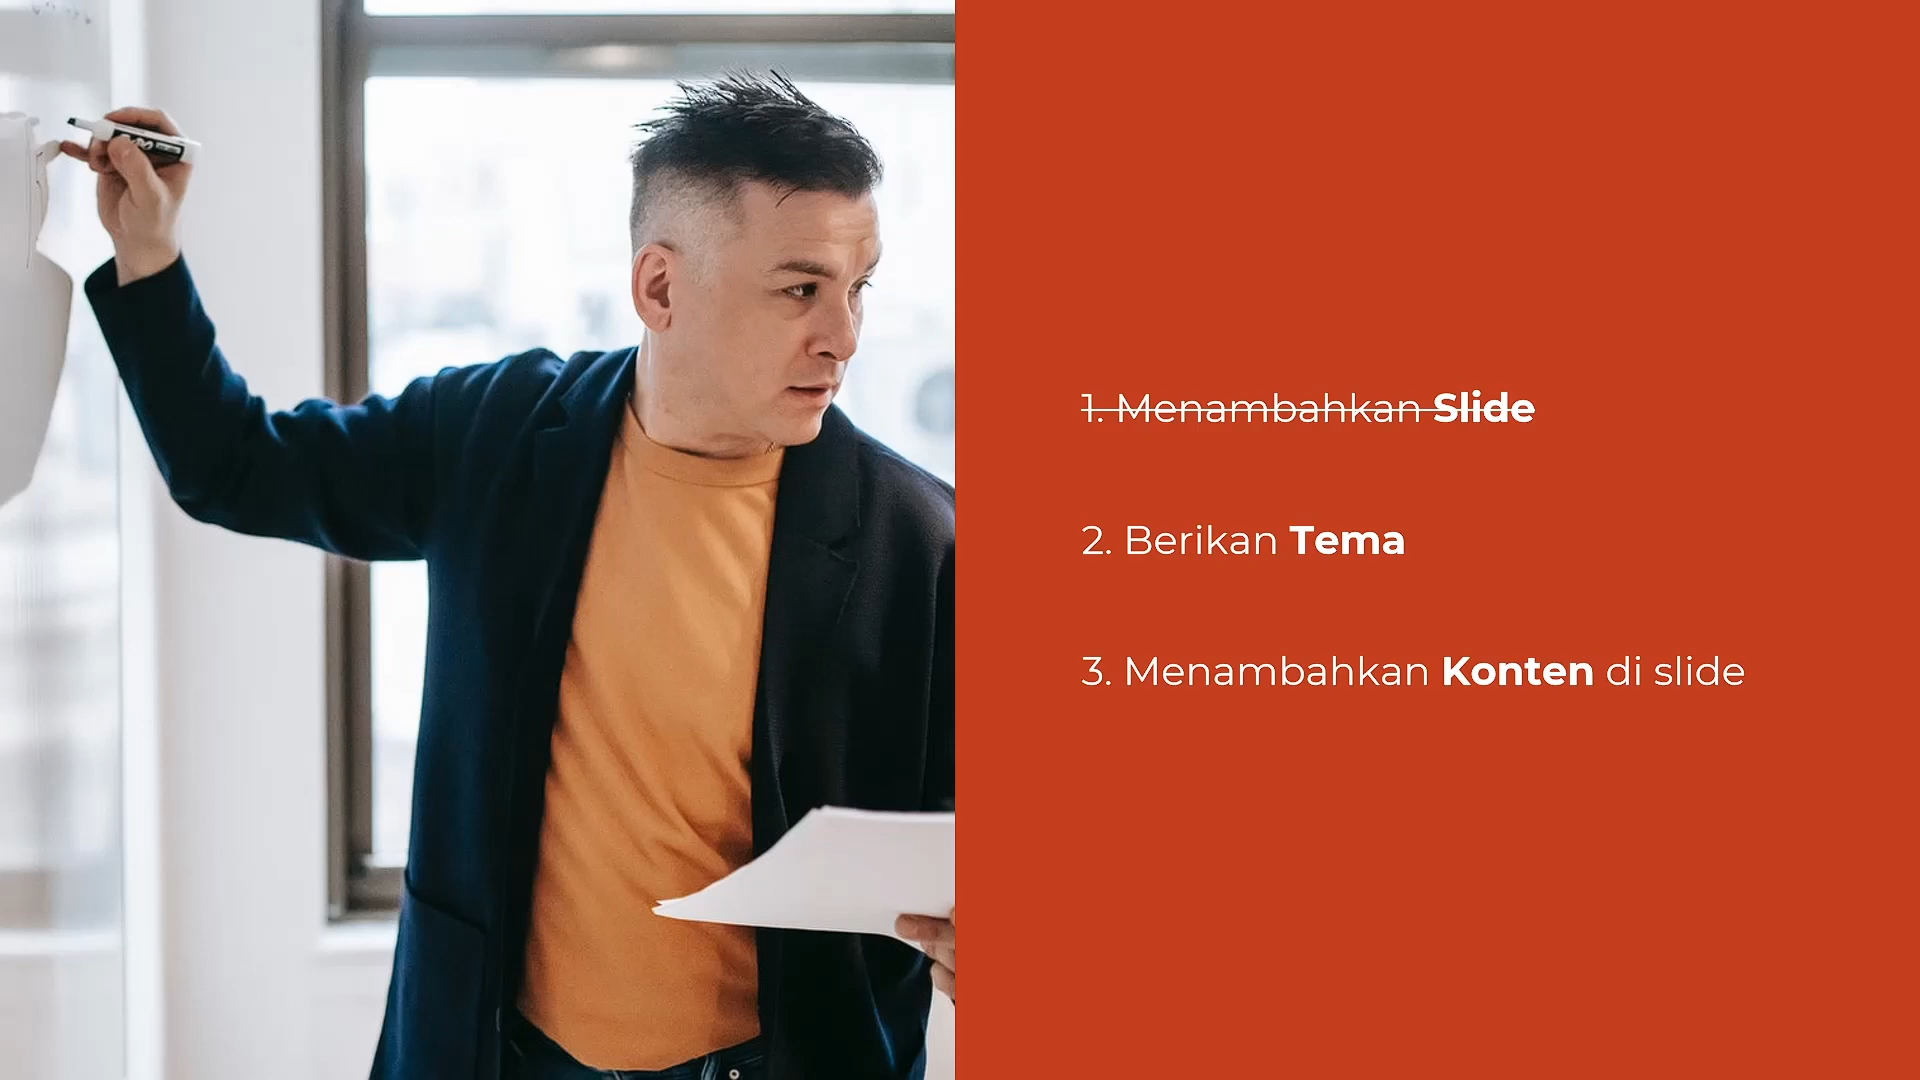 1. Menambahkan Slide
2. Berikan Tema
3. Menambahkan Konten di slide